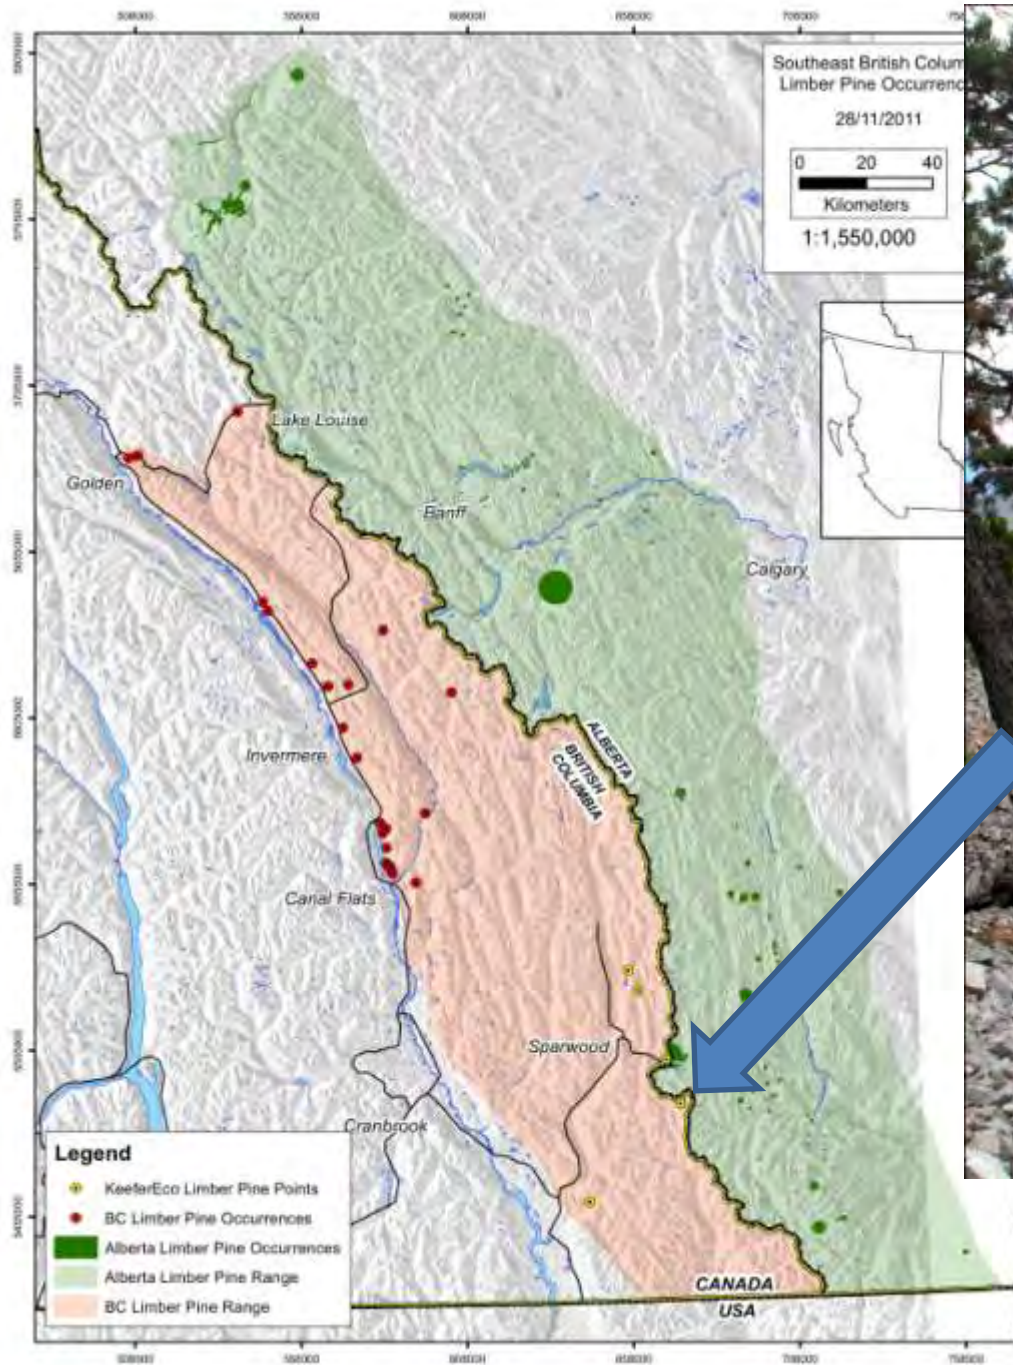 Southeast British Colum
Limber Pine Occurrenc
28/11/2011
0 20 40
Kilometers
1:1,550,000
Lake Louise
Golden
Banff
Calgary
ALBERTA
BRITISH
COLUMBIA
Invermere
Canal Flats
Sparwood
Cranbrook
Legend
KeeferEco Limber Pine Points
BC Limber Pine Occurrences
Alberta Limber Pine Occurrences
Alberta Limber Pine Range
BC Limber Pine Range
CANADA
USA